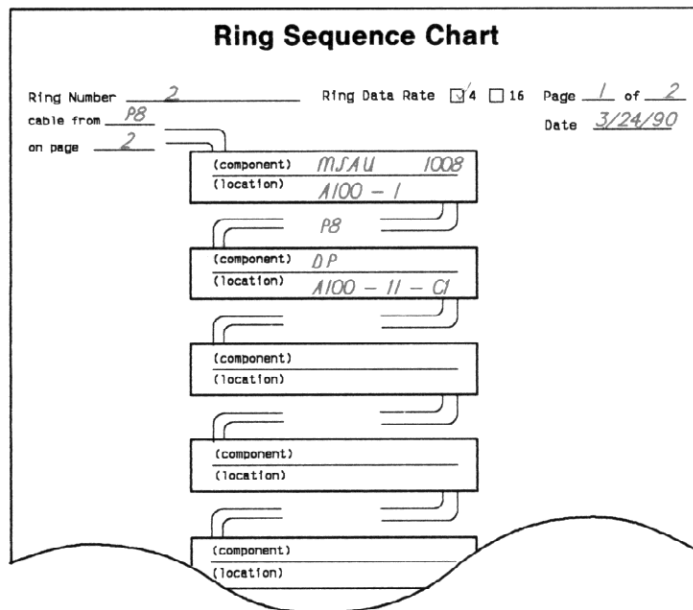 Ring Sequence Chart
Ring Number 2 Ring Data Rate ☑ 4 ☐ 16 Page 1 of 2
cable from P8 Date 3/24/90
on page 2
(component) MSAU 1008
(location) A100 - 1
P8
(component) DP
(location) A100 - 11 - C1
(component)
(location)
(component)
(location)
(component)
(location)